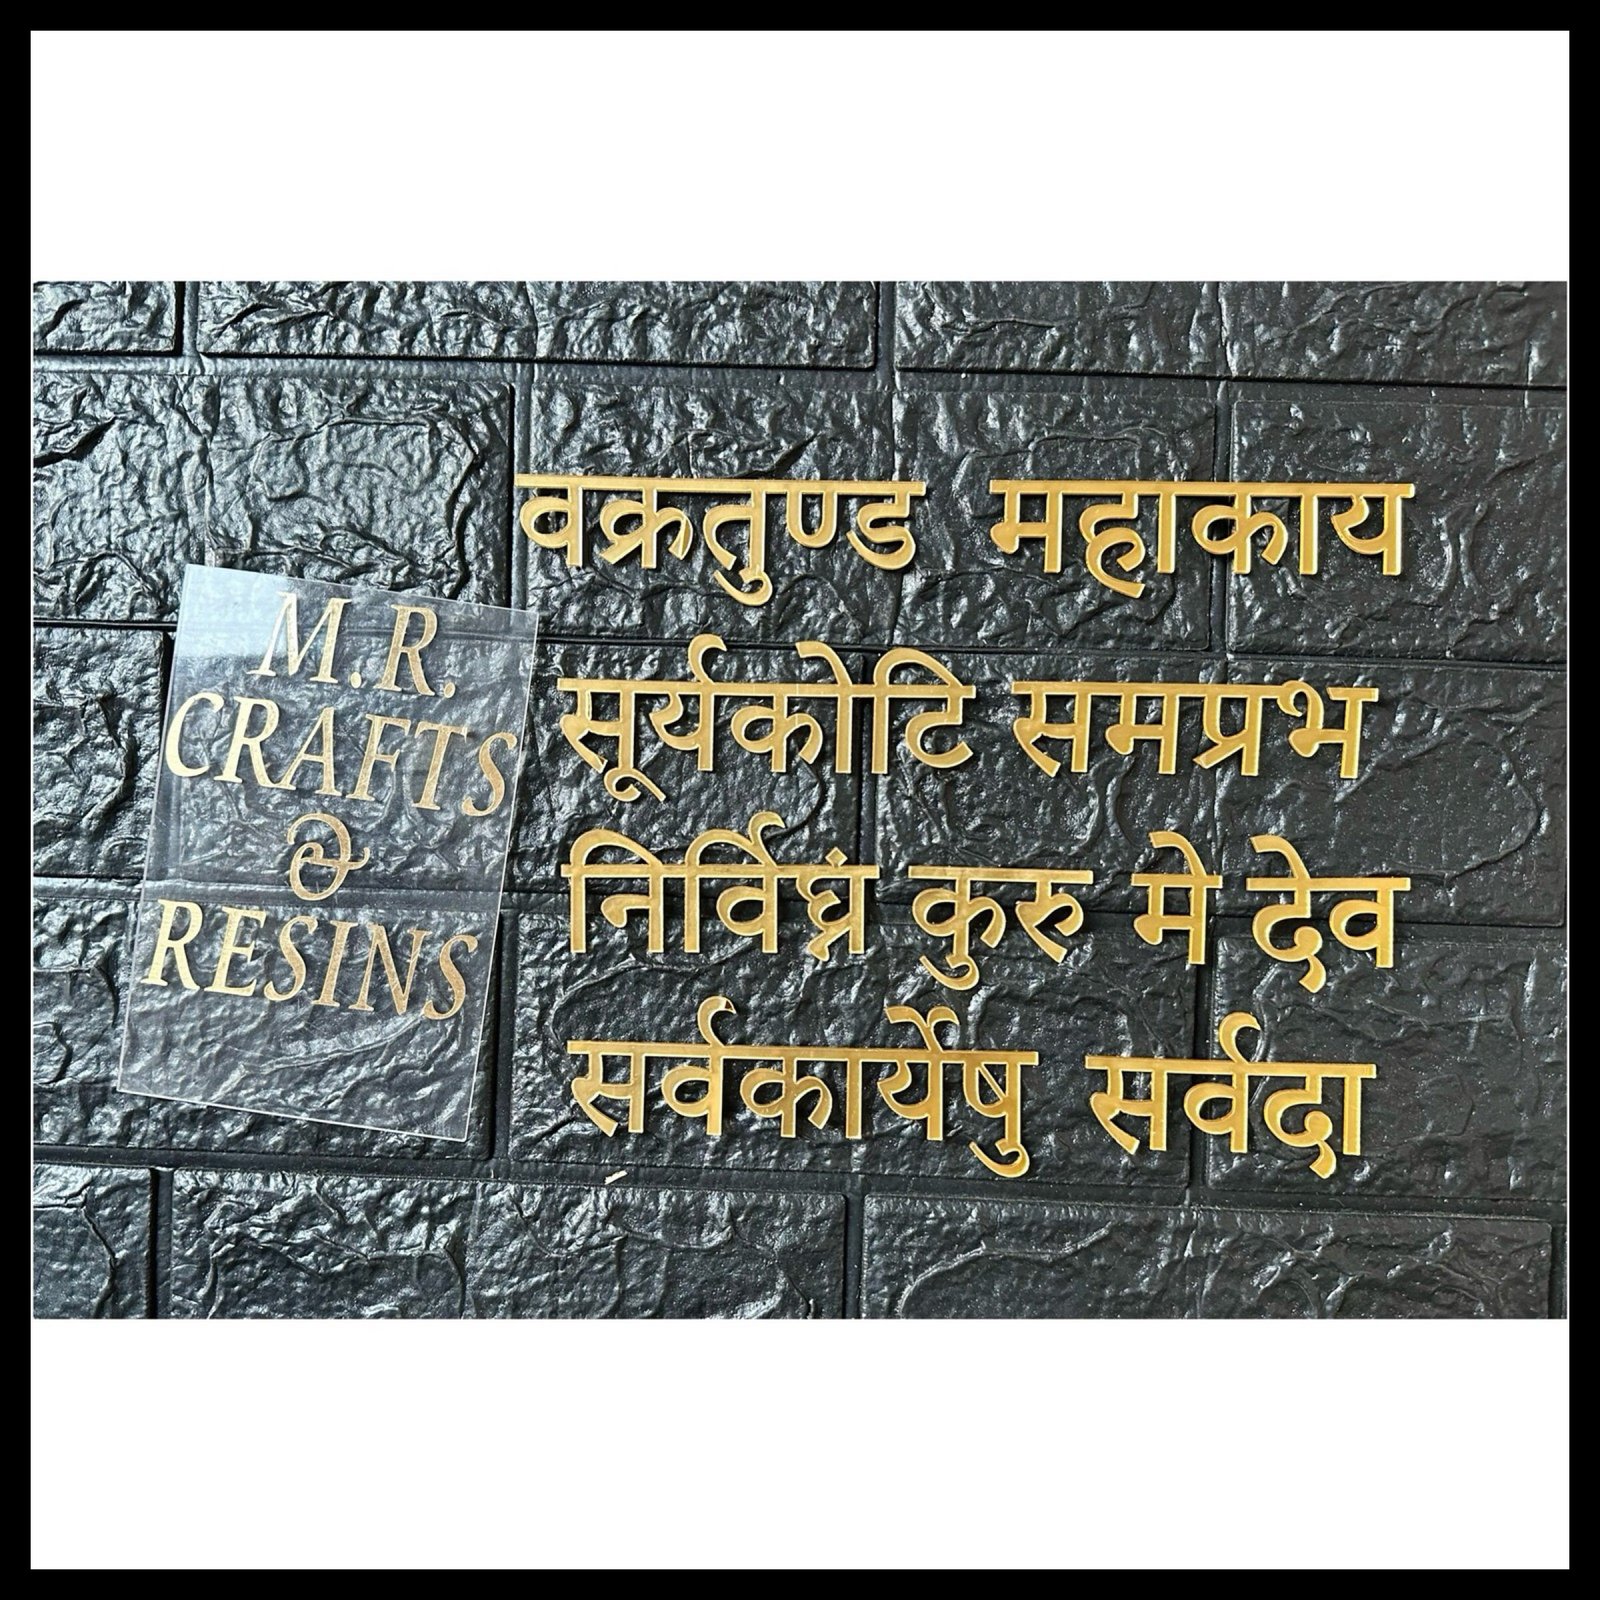 M.R.
CRAFTS
&
RESINS
वक्रतुण्ड महाकाय
सूर्यकोटि समप्रभ
निर्विघ्नं कुरु मे देव
सर्वकार्येषु सर्वदा